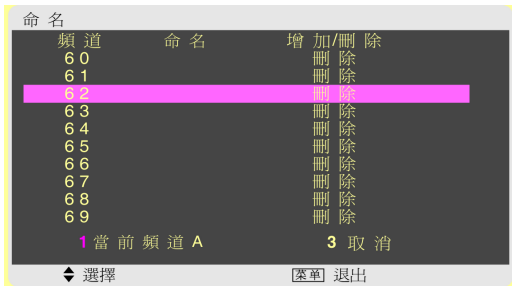 命名
頻道 命名 增加/刪除
60 刪除
61 刪除
62 刪除
63 刪除
64 刪除
65 刪除
66 刪除
67 刪除
68 刪除
69 刪除
1當前頻道A 3 取消
選擇 菜单 退出